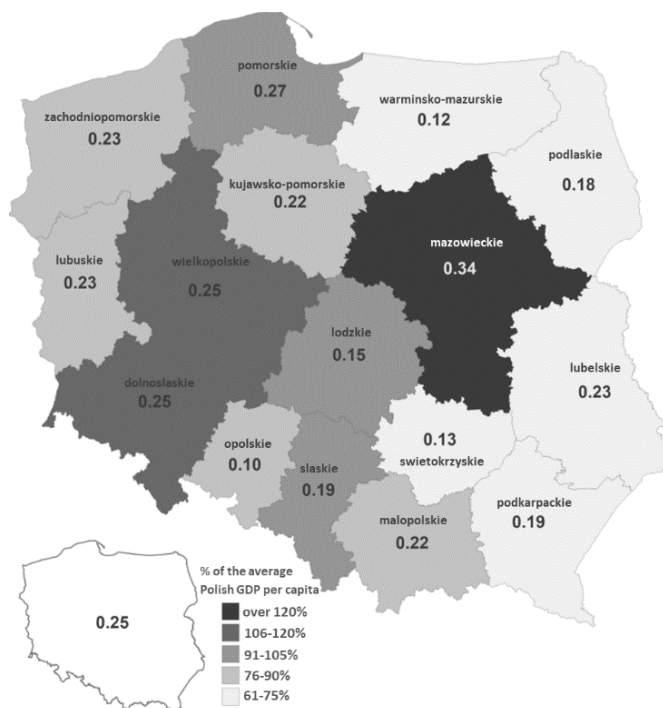 pomorskie
0.27
warminsko-mazurskie
0.12
zachodniopomorskie
0.23
podlaskie
0.18
kujawsko-pomorskie
0.22
mazowieckie
0.34
lubuskie
0.23
wielkopolskie
0.25
lodzkie
0.15
lubelskie
0.23
dolnoslaskie
0.25
opolskie
0.10
slaskie
0.19
0.13
swietokrzyskie
malopolskie
0.22
podkarpackie
0.19
0.25
% of the average
Polish GDP per capita
over 120%
106-120%
91-105%
76-90%
61-75%